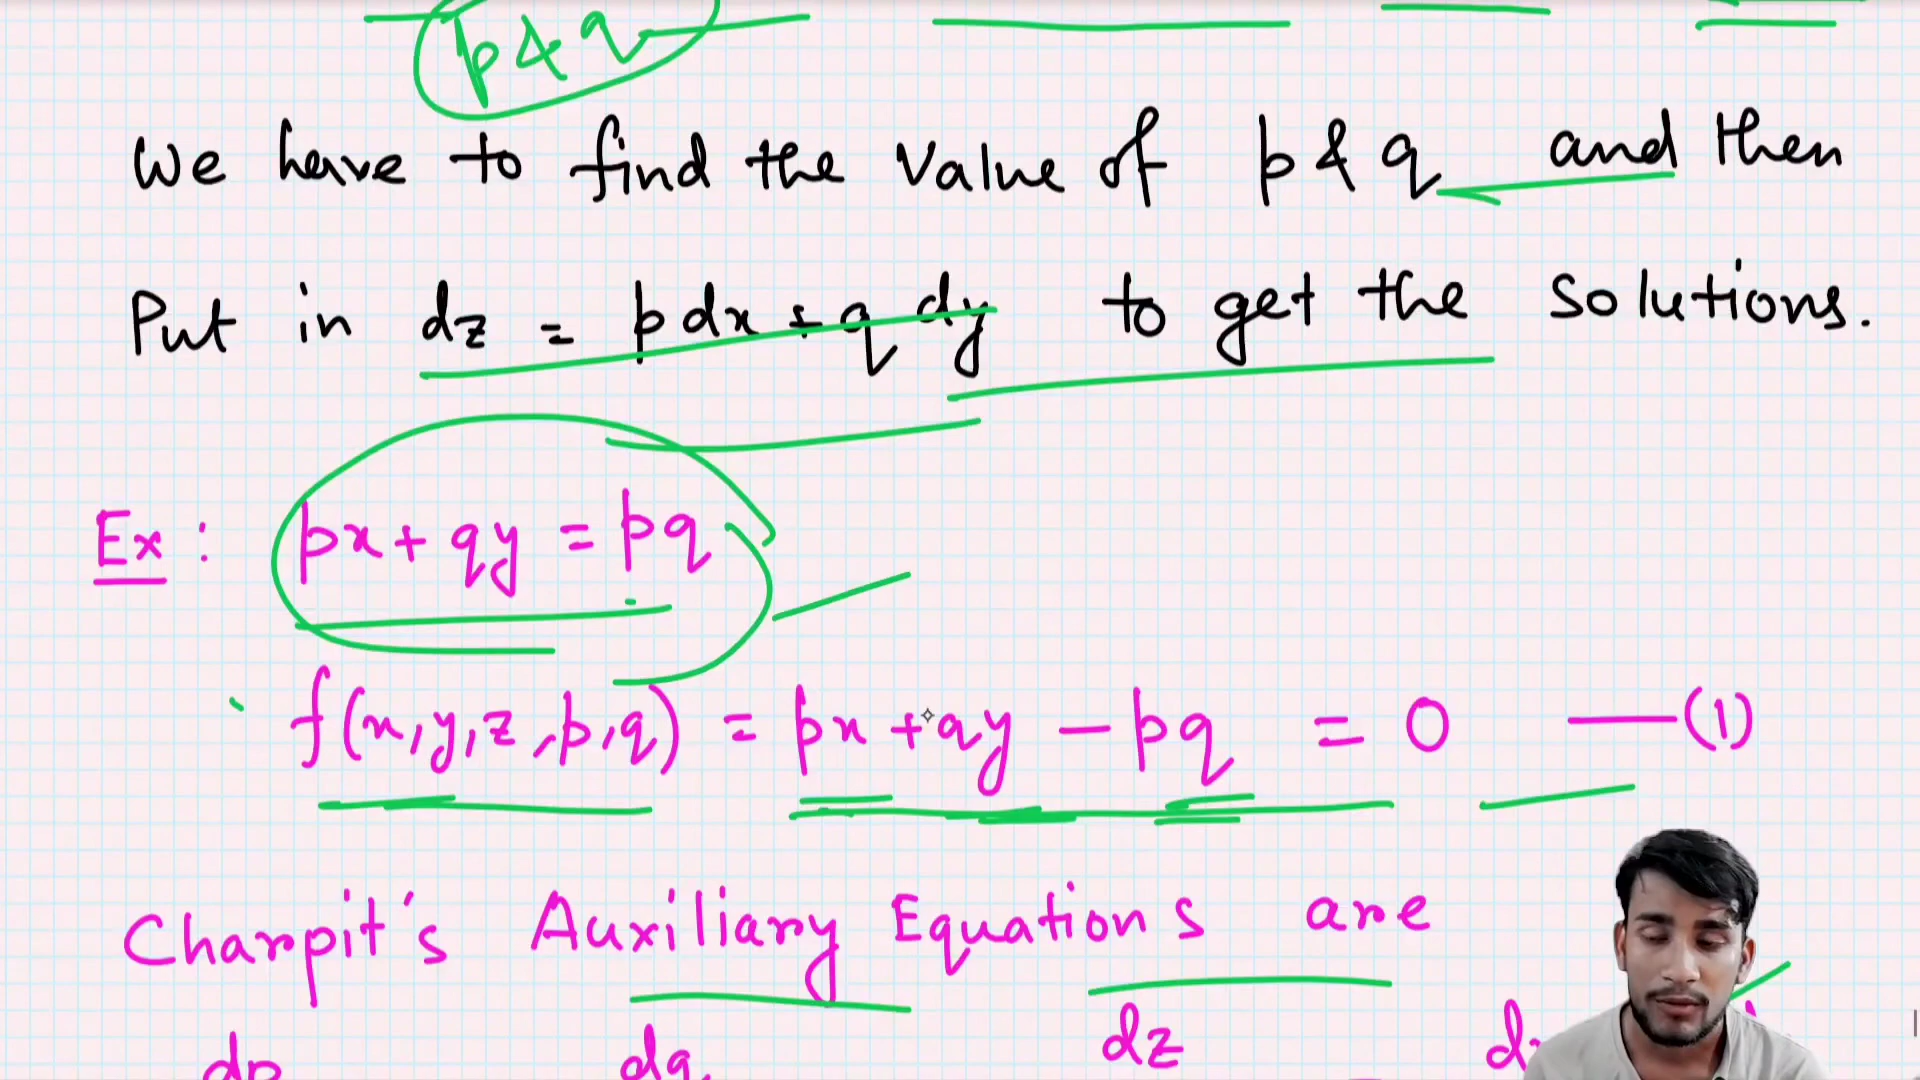 p & q
We have to find the value of p & q and then
Put in dz = pdx + q dy to get the solutions.
Ex: px + qy = pq
f(x,y,z,p,q) = px + qy - pq = 0 —(1)
Charpit's Auxiliary Equations are
dp dq dz